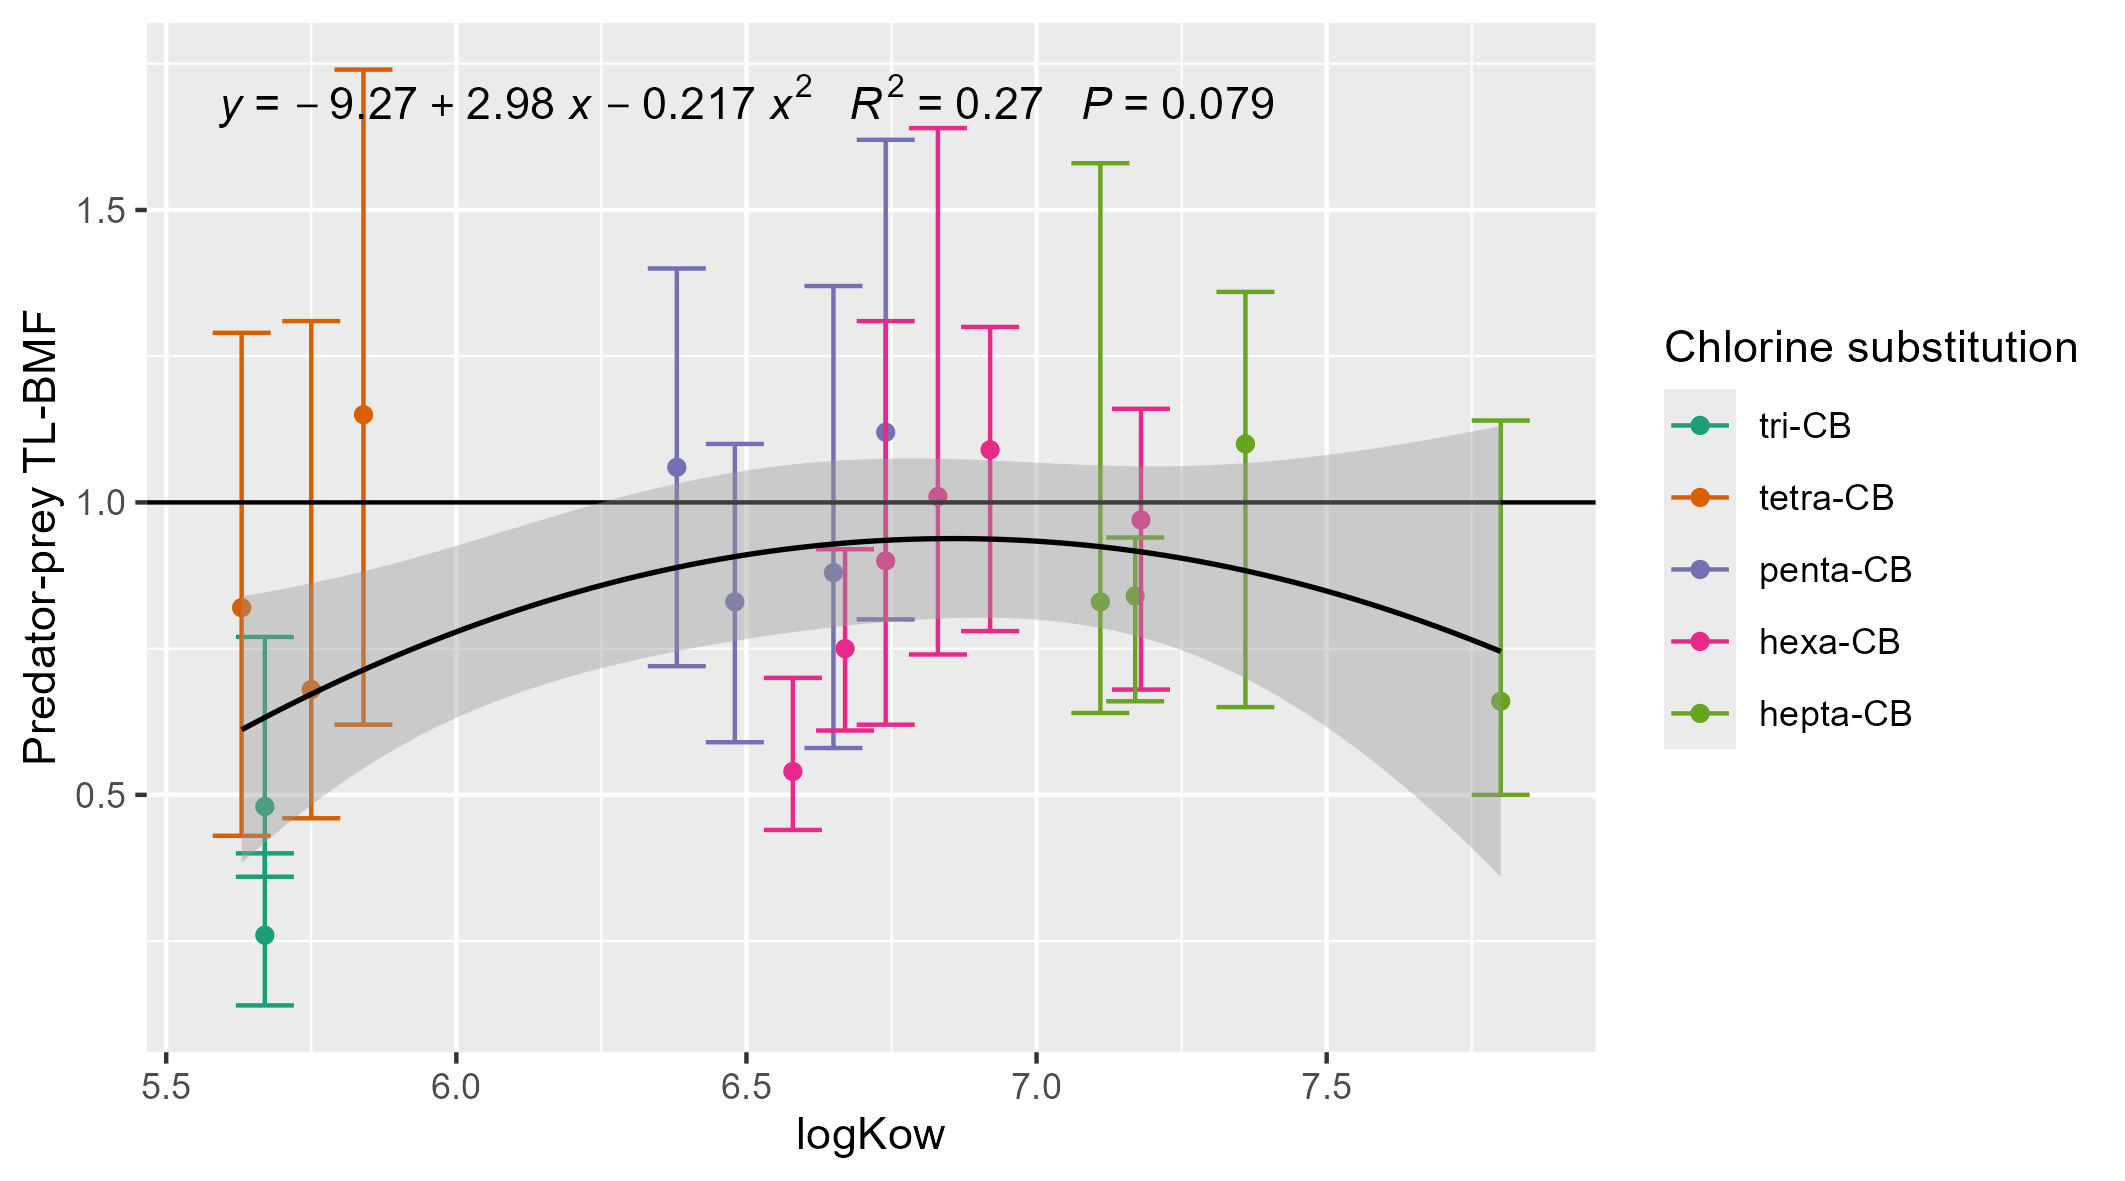 y = − 9.27 + 2.98 x − 0.217 x² R² = 0.27 P = 0.079
Predator-prey TL-BMF
1.5
1.0
0.5
5.5 6.0 6.5 7.0 7.5
logKow
Chlorine substitution
tri-CB
tetra-CB
penta-CB
hexa-CB
hepta-CB